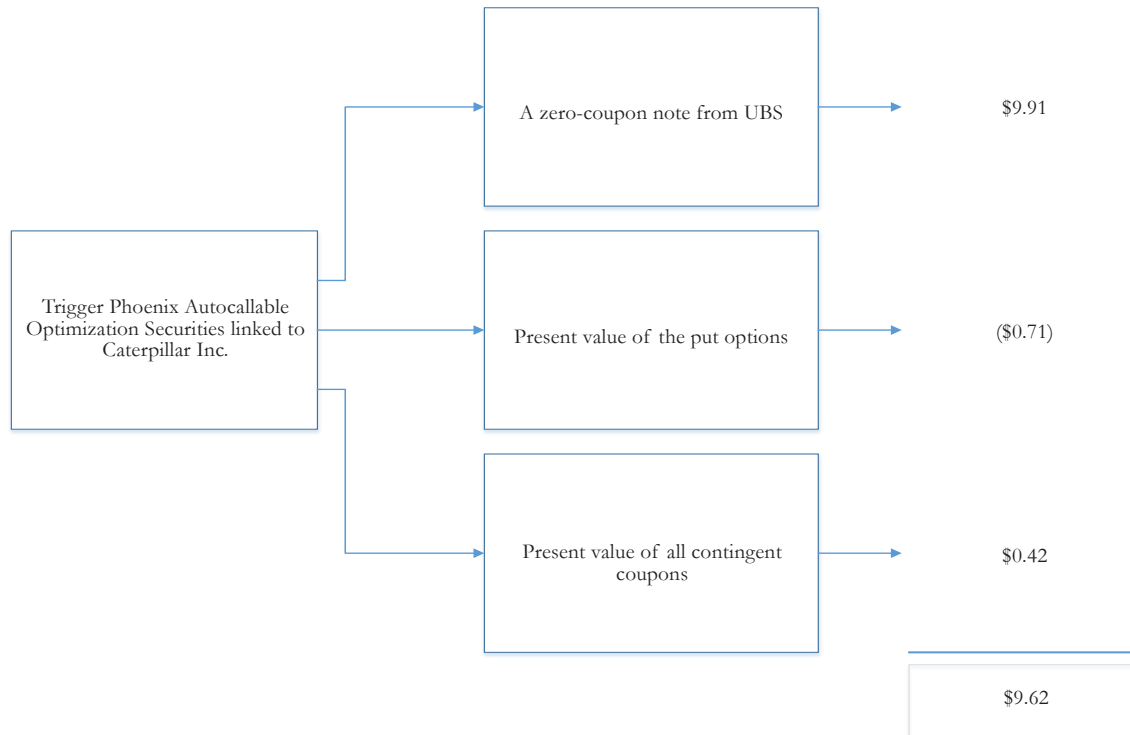 A zero-coupon note from UBS
$9.91
Trigger Phoenix Autocallable
Optimization Securities linked to
Caterpillar Inc.
Present value of the put options
($0.71)
Present value of all contingent
coupons
$0.42
$9.62